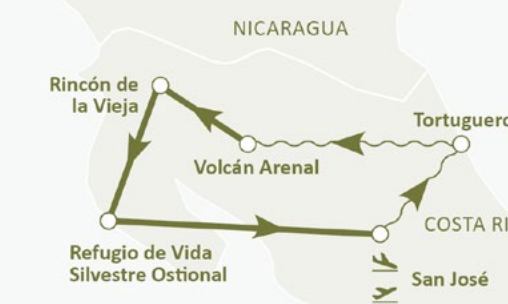 NICARAGUA
Rincón de
la Vieja
Tortuguero
Volcán Arenal
COSTA RI
Refugio de Vida
Silvestre Ostional
San José